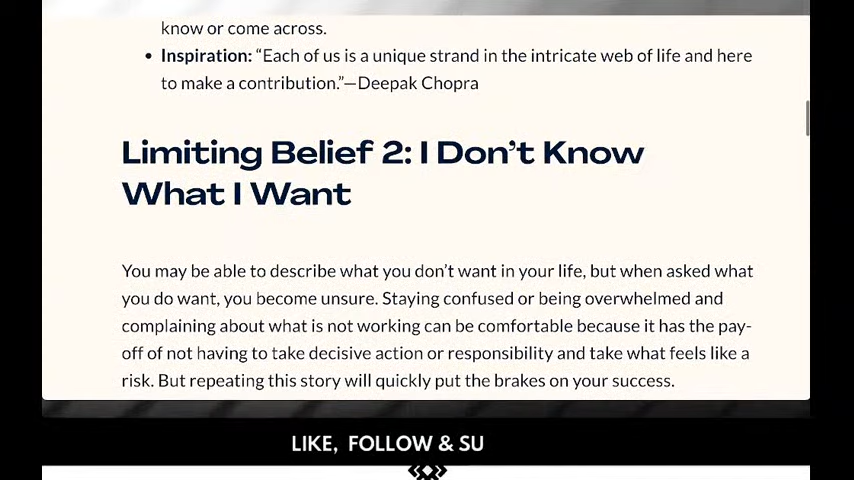 know or come across.
• Inspiration: “Each of us is a unique strand in the intricate web of life and here
to make a contribution.”—Deepak Chopra
Limiting Belief 2: I Don’t Know
What I Want
You may be able to describe what you don’t want in your life, but when asked what
you do want, you become unsure. Staying confused or being overwhelmed and
complaining about what is not working can be comfortable because it has the pay-
off of not having to take decisive action or responsibility and take what feels like a
risk. But repeating this story will quickly put the brakes on your success.
LIKE, FOLLOW & SU